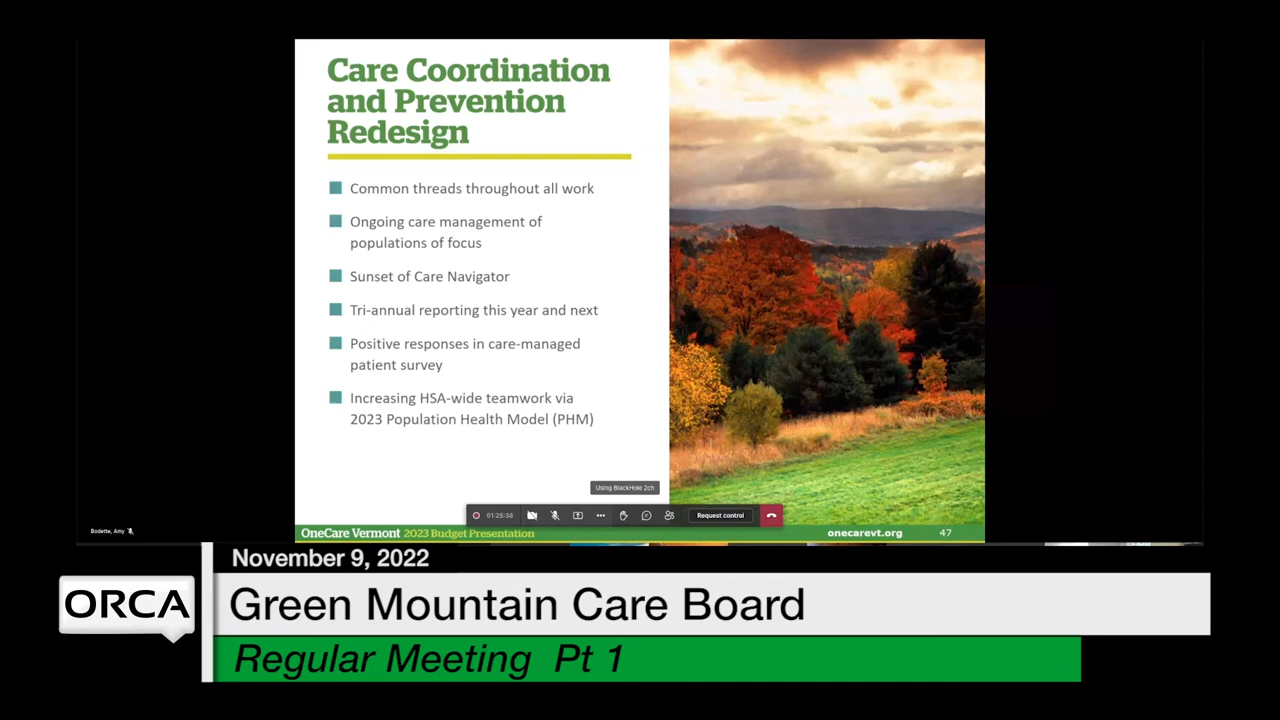 Care Coordination
and Prevention
Redesign
Common threads throughout all work
Ongoing care management of
populations of focus
Sunset of Care Navigator
Tri-annual reporting this year and next
Positive responses in care-managed
patient survey
Increasing HSA-wide teamwork via
2023 Population Health Model (PHM)
Using BlackHole 2ch
01:25:38
Request control
Bodette, Amy
OneCare Vermont 2023 Budget Presentation
onecarevt.org 47
November 9, 2022
ORCA
Green Mountain Care Board
Regular Meeting Pt 1